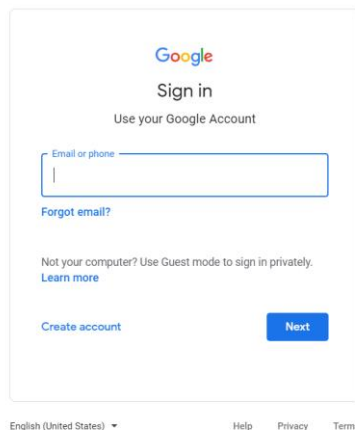 Google
Sign in
Use your Google Account
Email or phone
Forgot email?
Not your computer? Use Guest mode to sign in privately.
Learn more
Create account
Next
English (United States)
Help Privacy Term